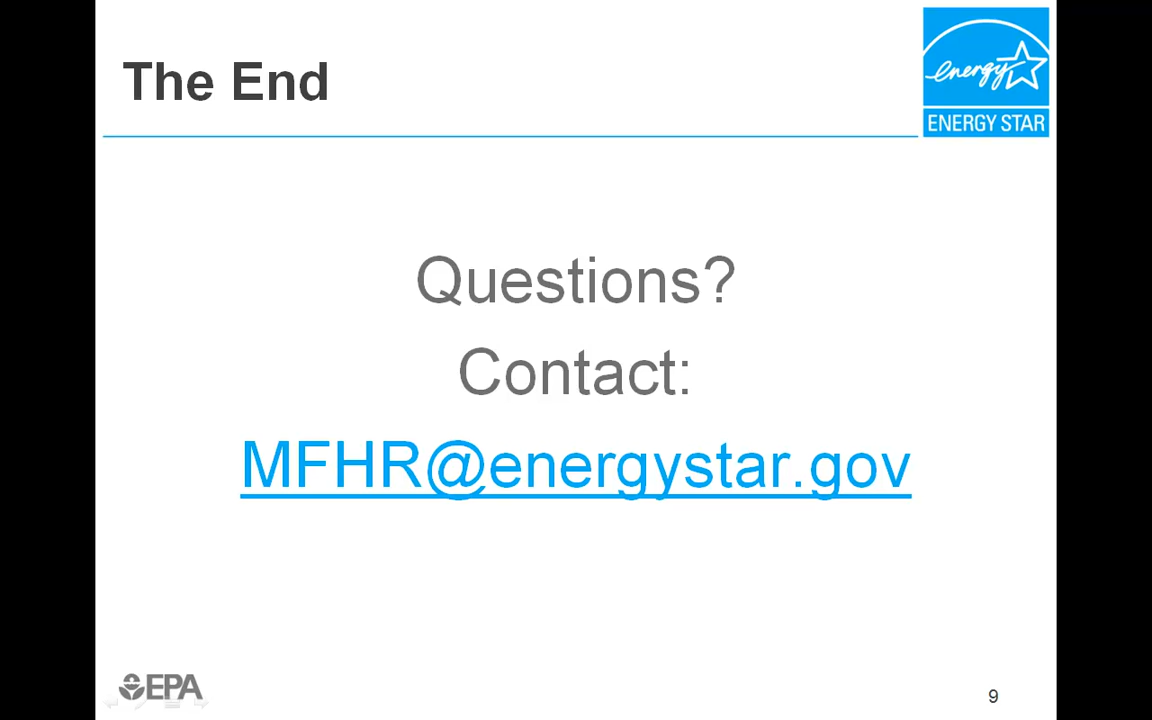 The End
energy
ENERGY STAR
Questions?
Contact:
MFHR@energystar.gov
EPA
9